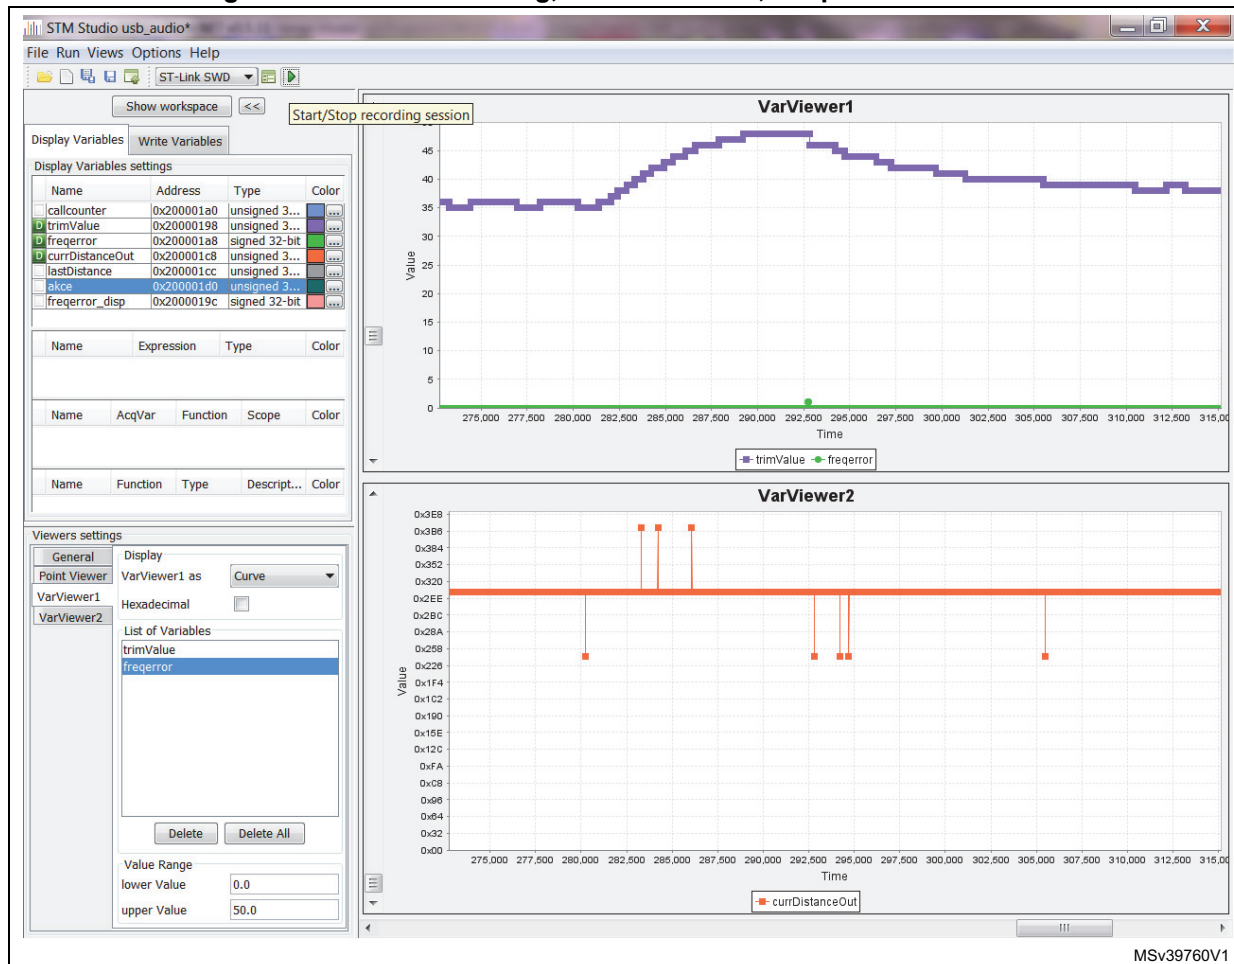 STM Studio usb_audio*
File Run Views Options Help
ST-Link SWD
Show workspace <<
Start/Stop recording session
Display Variables Write Variables
Display Variables settings
Name Address Type Color
callcounter 0x200001a0 unsigned 3... ...
D trimValue 0x20000198 unsigned 3... ...
D freqerror 0x200001a8 signed 32-bit ...
D currDistanceOut 0x200001c8 unsigned 3... ...
lastDistance 0x200001cc unsigned 3... ...
akce 0x200001d0 unsigned 3... ...
freqerror_disp 0x2000019c signed 32-bit ...
Name Expression Type Color
Name AcqVar Function Scope Color
Name Function Type Descript... Color
Viewers settings
General
Point Viewer
VarViewer1
VarViewer2
Display
VarViewer1 as Curve
Hexadecimal
List of Variables
trimValue
freqerror
Delete Delete All
Value Range
lower Value 0.0
upper Value 50.0
VarViewer1
45
40
35
30
25
20
15
10
5
0
Value
275,000 277,500 280,000 282,500 285,000 287,500 290,000 292,500 295,000 297,500 300,000 302,500 305,000 307,500 310,000 312,500 315,00
Time
trimValue freqerror
VarViewer2
0x3E8
0x3B6
0x384
0x352
0x320
0x2EE
0x2BC
0x28A
0x258
0x226
0x1F4
0x1C2
0x190
0x15E
0x12C
0xFA
0xC8
0x96
0x64
0x32
0x00
Value
275,000 277,500 280,000 282,500 285,000 287,500 290,000 292,500 295,000 297,500 300,000 302,500 305,000 307,500 310,000 312,500 315,00
Time
currDistanceOut
MSv39760V1